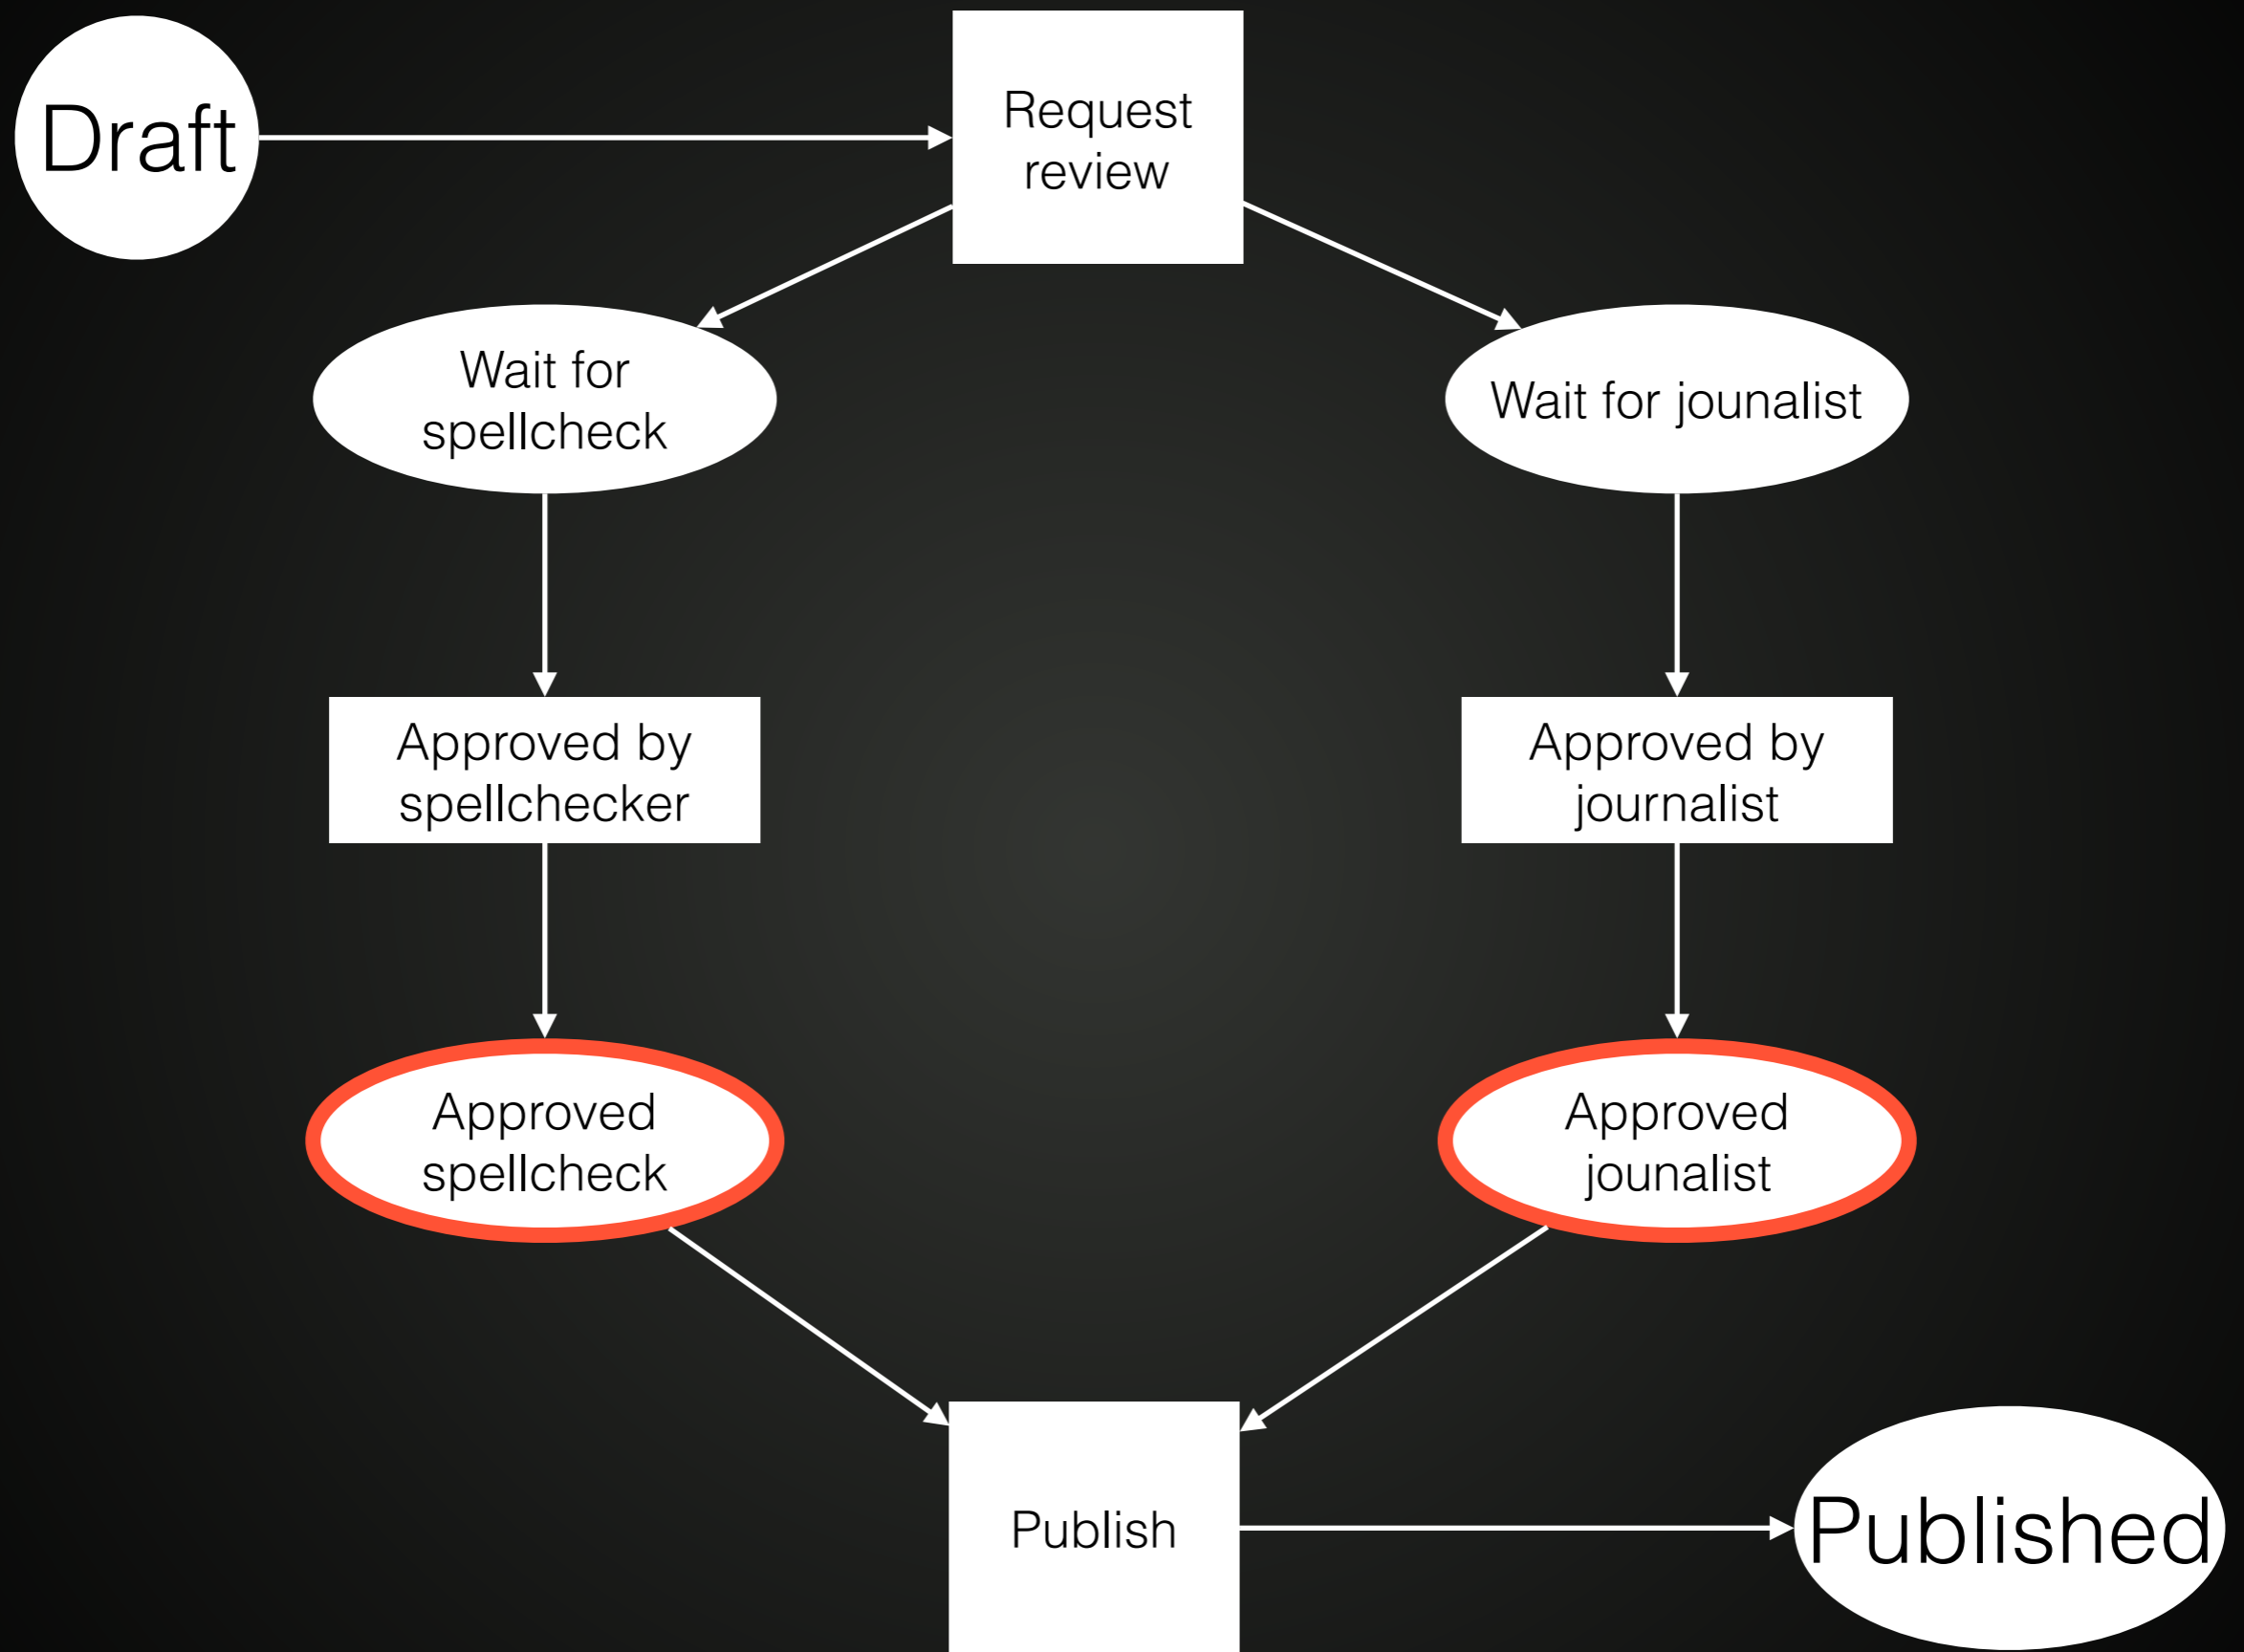 Draft
Request
review
Wait for
spellcheck
Wait for jounalist
Approved by
spellchecker
Approved by
journalist
Approved
spellcheck
Approved
jounalist
Publish
Published